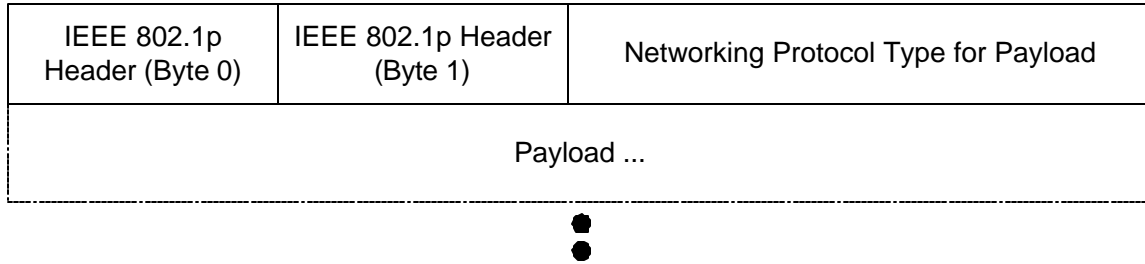 IEEE 802.1p
Header (Byte 0)
IEEE 802.1p Header
(Byte 1)
Networking Protocol Type for Payload
Payload ...